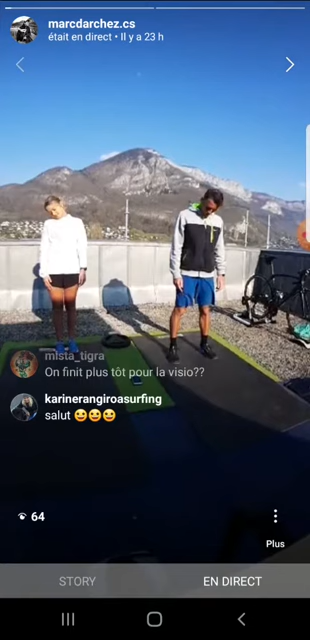 marcdarchez.cs
était en direct • Il y a 23 h
mista_tigra
On finit plus tôt pour la visio??
karinerangiroasurfing
salut 😄😄😄
64
Plus
STORY
EN DIRECT